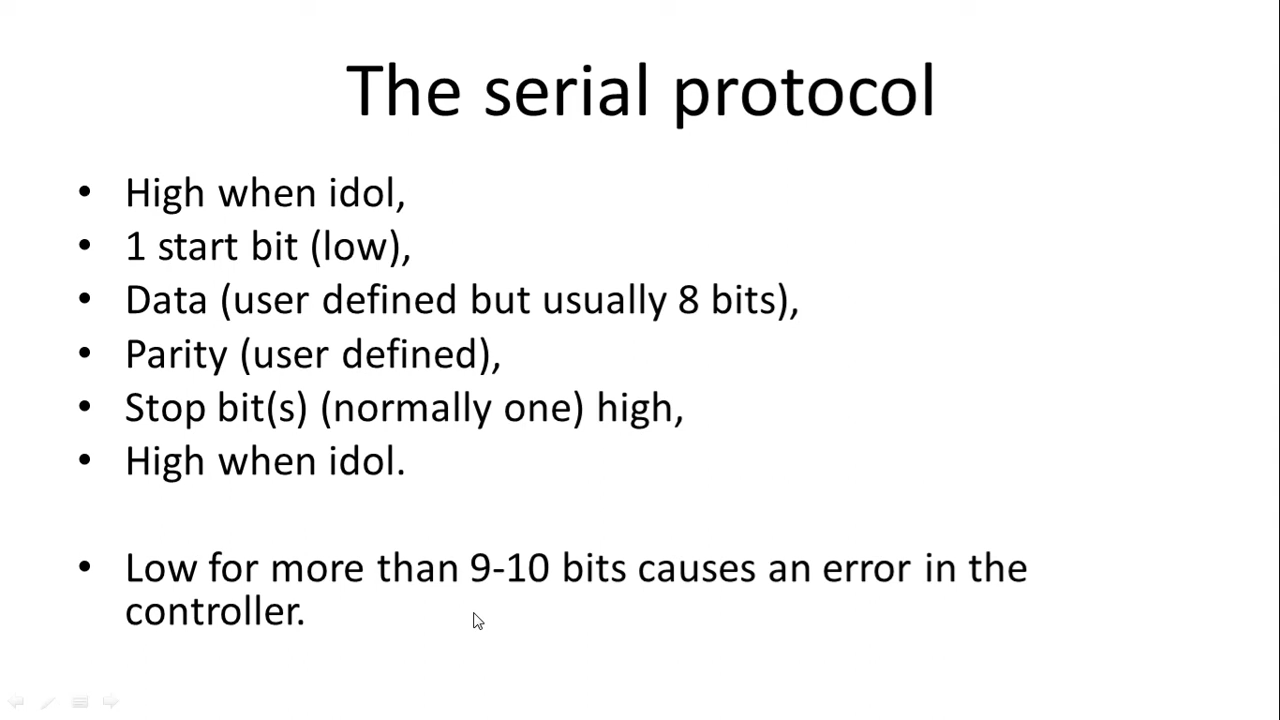 The serial protocol
• High when idol,
• 1 start bit (low),
• Data (user defined but usually 8 bits),
• Parity (user defined),
• Stop bit(s) (normally one) high,
• High when idol.
• Low for more than 9-10 bits causes an error in the
controller.